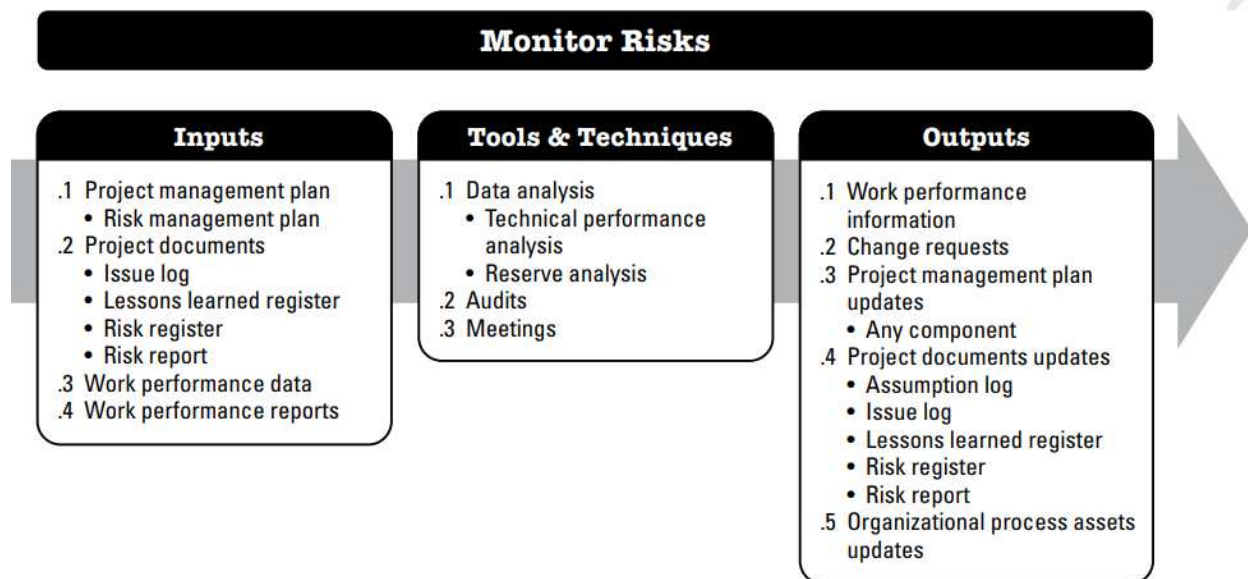 Monitor Risks
Inputs
.1 Project management plan
• Risk management plan
.2 Project documents
• Issue log
• Lessons learned register
• Risk register
• Risk report
.3 Work performance data
.4 Work performance reports
Tools & Techniques
.1 Data analysis
• Technical performance
analysis
• Reserve analysis
.2 Audits
.3 Meetings
Outputs
.1 Work performance
information
.2 Change requests
.3 Project management plan
updates
• Any component
.4 Project documents updates
• Assumption log
• Issue log
• Lessons learned register
• Risk register
• Risk report
.5 Organizational process assets
updates